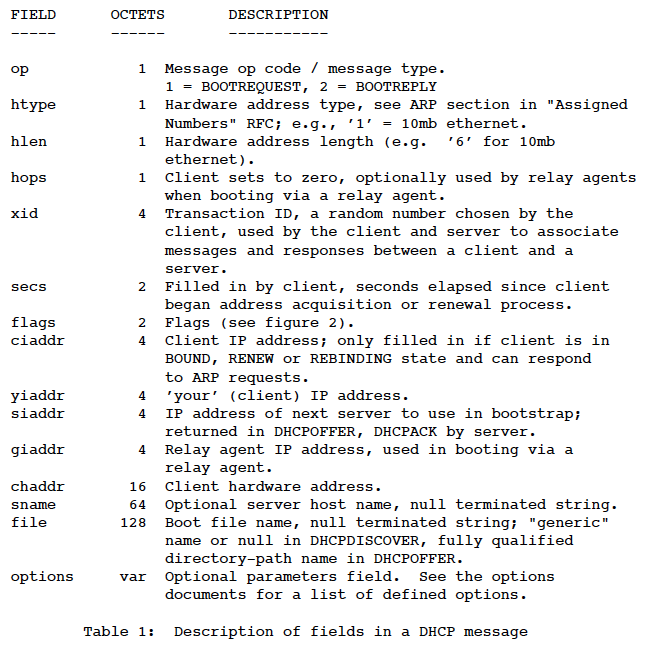 FIELD      OCTETS       DESCRIPTION
-----      ------       -----------
op            1  Message op code / message type.
                 1 = BOOTREQUEST, 2 = BOOTREPLY
htype         1  Hardware address type, see ARP section in "Assigned
                 Numbers" RFC; e.g., ’1’ = 10mb ethernet.
hlen          1  Hardware address length (e.g.  ’6’ for 10mb
                 ethernet).
hops          1  Client sets to zero, optionally used by relay agents
                 when booting via a relay agent.
xid           4  Transaction ID, a random number chosen by the
                 client, used by the client and server to associate
                 messages and responses between a client and a
                 server.
secs          2  Filled in by client, seconds elapsed since client
                 began address acquisition or renewal process.
flags         2  Flags (see figure 2).
ciaddr        4  Client IP address; only filled in if client is in
                 BOUND, RENEW or REBINDING state and can respond
                 to ARP requests.
yiaddr        4  ’your’ (client) IP address.
siaddr        4  IP address of next server to use in bootstrap;
                 returned in DHCPOFFER, DHCPACK by server.
giaddr        4  Relay agent IP address, used in booting via a
                 relay agent.
chaddr       16  Client hardware address.
sname        64  Optional server host name, null terminated string.
file        128  Boot file name, null terminated string; "generic"
                 name or null in DHCPDISCOVER, fully qualified
                 directory-path name in DHCPOFFER.
options     var  Optional parameters field.  See the options
                 documents for a list of defined options.
        Table 1:  Description of fields in a DHCP message